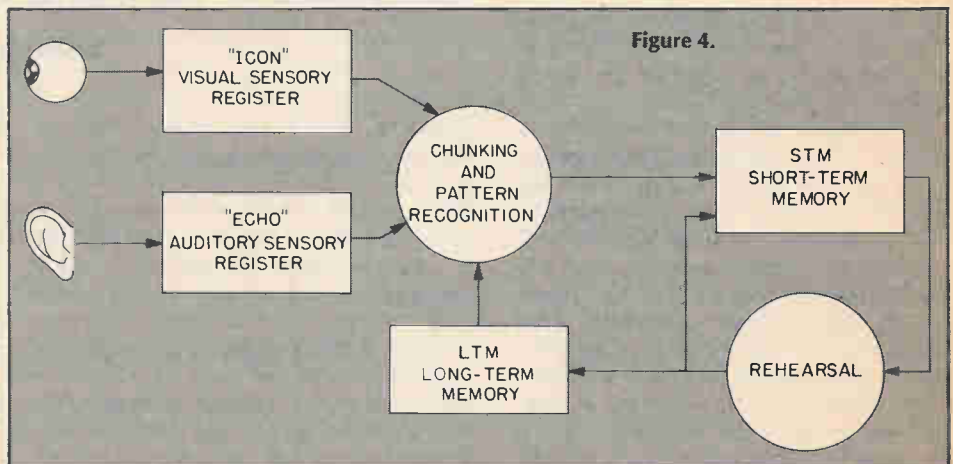 Figure 4.
"ICON"
VISUAL SENSORY
REGISTER
CHUNKING
AND
PATTERN
RECOGNITION
STM
SHORT-TERM
MEMORY
"ECHO"
AUDITORY SENSORY
REGISTER
LTM
LONG-TERM
MEMORY
REHEARSAL